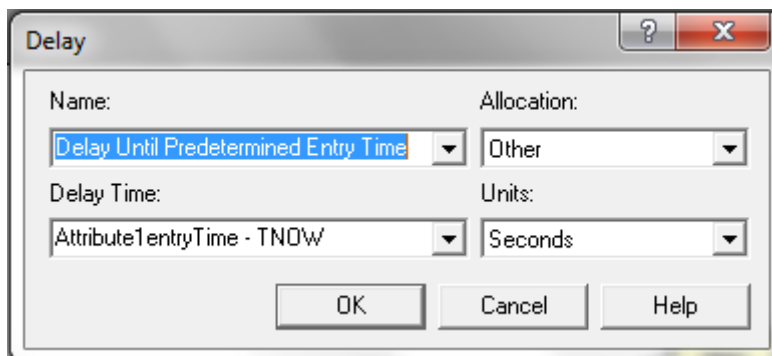 Delay
?
X
Name:
Allocation:
Delay Until Predetermined Entry Time
Other
Delay Time:
Units:
Attribute1entryTime - TNOW
Seconds
OK
Cancel
Help